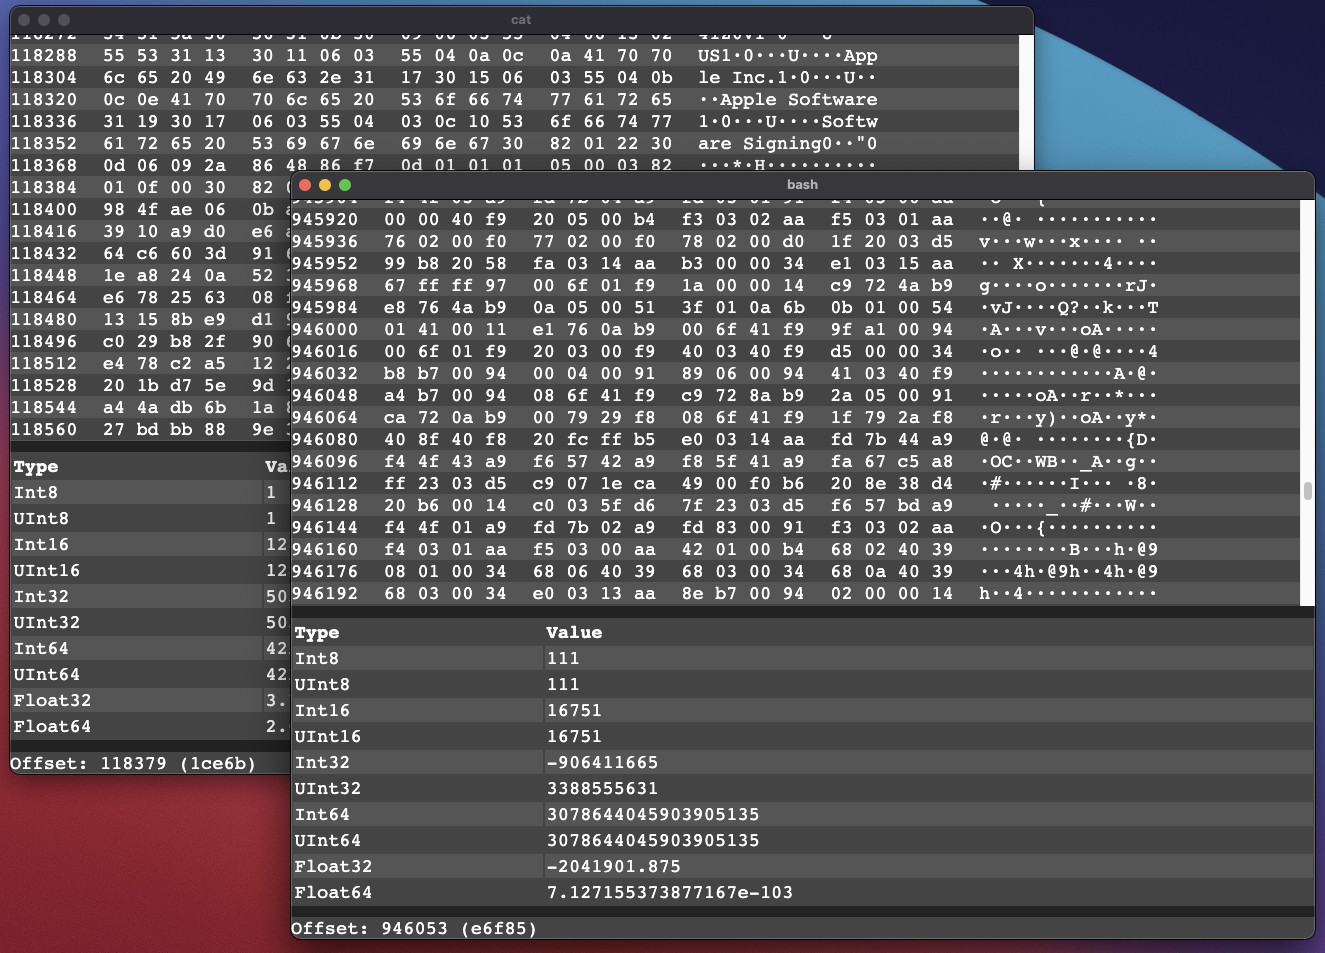 cat
118288 55 53 31 13 30 11 06 03 55 04 0a 0c 0a 41 70 70 US1·0···U····App
118304 6c 65 20 49 6e 63 2e 31 17 30 15 06 03 55 04 0b le Inc.1·0···U··
118320 0c 0e 41 70 70 6c 65 20 53 6f 66 74 77 61 72 65 ··Apple Software
118336 31 19 30 17 06 03 55 04 03 0c 10 53 6f 66 74 77 1·0···U····Softw
118352 61 72 65 20 53 69 67 6e 69 6e 67 30 82 01 22 30 are Signing0··"0
118368 0d 06 09 2a 86 48 86 f7 0d 01 01 01 05 00 03 82 ···*·H··········
118384 01 0f 00 30 82
118400 98 4f ae 06 0b
118416 39 10 a9 d0 e6
118432 64 c6 60 3d 91
118448 1e a8 24 0a 52
118464 e6 78 25 63 08
118480 13 15 8b e9 d1
118496 c0 29 b8 2f 90
118512 e4 78 c2 a5 12
118528 20 1b d7 5e 9d
118544 a4 4a db 6b 1a
118560 27 bd bb 88 9e
Type
Int8 1
UInt8 1
Int16 12
UInt16 12
Int32 50
UInt32 50
Int64 42
UInt64 42
Float32 3.
Float64 2.
Offset: 118379 (1ce6b)
bash
945920 00 00 40 f9 20 05 00 b4 f3 03 02 aa f5 03 01 aa ··@· ···········
945936 76 02 00 f0 77 02 00 f0 78 02 00 d0 1f 20 03 d5 v···w···x···· ··
945952 99 b8 20 58 fa 03 14 aa b3 00 00 34 e1 03 15 aa ·· X·······4····
945968 67 ff ff 97 00 6f 01 f9 1a 00 00 14 c9 72 4a b9 g····o·······rJ·
945984 e8 76 4a b9 0a 05 00 51 3f 01 0a 6b 0b 01 00 54 ·vJ····Q?··k···T
946000 01 41 00 11 e1 76 0a b9 00 6f 41 f9 9f a1 00 94 ·A···v···oA·····
946016 00 6f 01 f9 20 03 00 f9 40 03 40 f9 d5 00 00 34 ·o·· ···@·@····4
946032 b8 b7 00 94 00 04 00 91 89 06 00 94 41 03 40 f9 ············A·@·
946048 a4 b7 00 94 08 6f 41 f9 c9 72 8a b9 2a 05 00 91 ·····oA··r··*···
946064 ca 72 0a b9 00 79 29 f8 08 6f 41 f9 1f 79 2a f8 ·r···y)··oA··y*·
946080 40 8f 40 f8 20 fc ff b5 e0 03 14 aa fd 7b 44 a9 @·@· ········{D·
946096 f4 4f 43 a9 f6 57 42 a9 f8 5f 41 a9 fa 67 c5 a8 ·OC··WB··_A··g··
946112 ff 23 03 d5 c9 07 1e ca 49 00 f0 b6 20 8e 38 d4 ·#······I··· ·8·
946128 20 b6 00 14 c0 03 5f d6 7f 23 03 d5 f6 57 bd a9  ·····_··#···W··
946144 f4 4f 01 a9 fd 7b 02 a9 fd 83 00 91 f3 03 02 aa ·O···{··········
946160 f4 03 01 aa f5 03 00 aa 42 01 00 b4 68 02 40 39 ········B···h·@9
946176 08 01 00 34 68 06 40 39 68 03 00 34 68 0a 40 39 ···4h·@9h··4h·@9
946192 68 03 00 34 e0 03 13 aa 8e b7 00 94 02 00 00 14 h··4············
Type Value
Int8 111
UInt8 111
Int16 16751
UInt16 16751
Int32 -906411665
UInt32 3388555631
Int64 3078644045903905135
UInt64 3078644045903905135
Float32 -2041901.875
Float64 7.127155373877167e-103
Offset: 946053 (e6f85)